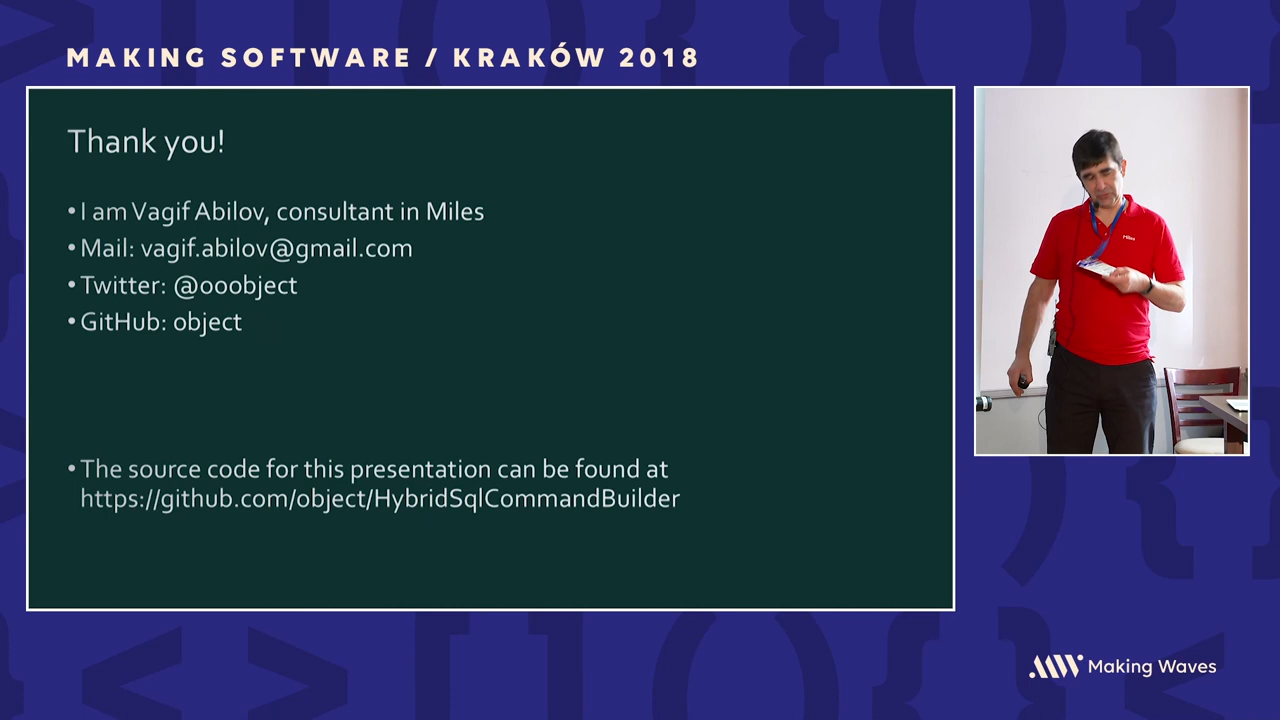 MAKING SOFTWARE / KRAKÓW 2018
Thank you!
• I am Vagif Abilov, consultant in Miles
• Mail: vagif.abilov@gmail.com
• Twitter: @ooobject
• GitHub: object
• The source code for this presentation can be found at
https://github.com/object/HybridSqlCommandBuilder
Miles
Making Waves